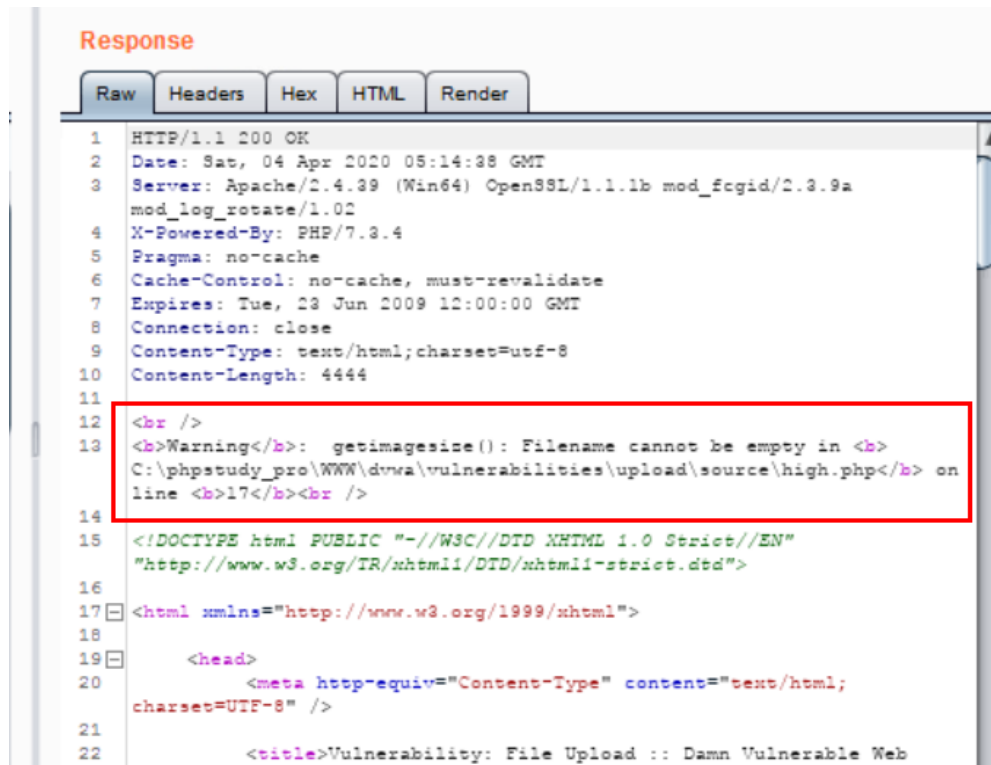 Response
Raw Headers Hex HTML Render
1 HTTP/1.1 200 OK
2 Date: Sat, 04 Apr 2020 05:14:38 GMT
3 Server: Apache/2.4.39 (Win64) OpenSSL/1.1.1b mod_fcgid/2.3.9a
mod_log_rotate/1.02
4 X-Powered-By: PHP/7.3.4
5 Pragma: no-cache
6 Cache-Control: no-cache, must-revalidate
7 Expires: Tue, 23 Jun 2009 12:00:00 GMT
8 Connection: close
9 Content-Type: text/html;charset=utf-8
10 Content-Length: 4444
11
12 <br />
13 <b>Warning</b>:  getimagesize(): Filename cannot be empty in <b>
C:\phpstudy_pro\WWW\dvwa\vulnerabilities\upload\source\high.php</b> on
line <b>17</b><br />
14
15 <!DOCTYPE html PUBLIC "-//W3C//DTD XHTML 1.0 Strict//EN"
"http://www.w3.org/TR/xhtml1/DTD/xhtml1-strict.dtd">
16
17 <html xmlns="http://www.w3.org/1999/xhtml">
18
19 <head>
20 <meta http-equiv="Content-Type" content="text/html;
charset=UTF-8" />
21
22 <title>Vulnerability: File Upload :: Damn Vulnerable Web